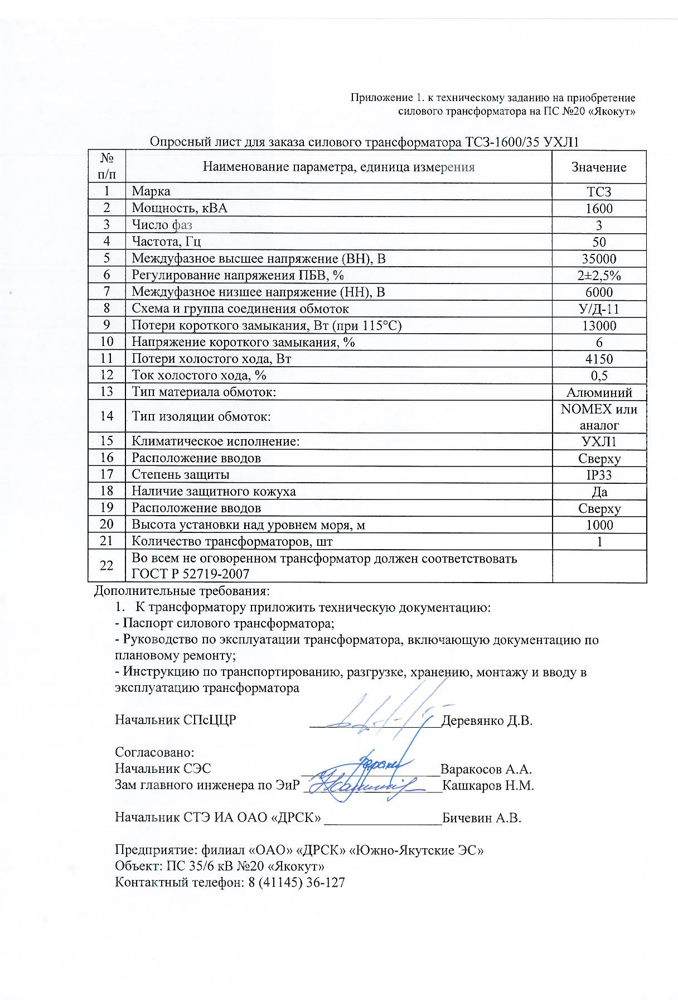 Приложение 1. к техническому заданию на приобретение
силового трансформатора на ПС №20 «Якокут»
Опросный лист для заказа силового трансформатора ТСЗ-1600/35 УХЛ1
№ п/п Наименование параметра, единица измерения Значение
1 Марка ТСЗ
2 Мощность, кВА 1600
3 Число фаз 3
4 Частота, Гц 50
5 Междуфазное высшее напряжение (ВН), В 35000
6 Регулирование напряжения ПБВ, % 2±2,5%
7 Междуфазное низшее напряжение (НН), В 6000
8 Схема и группа соединения обмоток У/Д-11
9 Потери короткого замыкания, Вт (при 115°С) 13000
10 Напряжение короткого замыкания, % 6
11 Потери холостого хода, Вт 4150
12 Ток холостого хода, % 0,5
13 Тип материала обмоток: Алюминий
14 Тип изоляции обмоток: NOMEX или
аналог
15 Климатическое исполнение: УХЛ1
16 Расположение вводов Сверху
17 Степень защиты IP33
18 Наличие защитного кожуха Да
19 Расположение вводов Сверху
20 Высота установки над уровнем моря, м 1000
21 Количество трансформаторов, шт 1
22 Во всем не оговоренном трансформатор должен соответствовать
ГОСТ Р 52719-2007
Дополнительные требования:
1. К трансформатору приложить техническую документацию:
- Паспорт силового трансформатора;
- Руководство по эксплуатации трансформатора, включающую документацию по
плановому ремонту;
- Инструкцию по транспортированию, разгрузке, хранению, монтажу и вводу в
эксплуатацию трансформатора
Начальник СПсЦЦР Деревянко Д.В.
Согласовано:
Начальник СЭС Варакосов А.А.
Зам главного инженера по ЭиР Кашкаров Н.М.
Начальник СТЭ ИА ОАО «ДРСК» Бичевин А.В.
Предприятие: филиал «ОАО» «ДРСК» «Южно-Якутские ЭС»
Объект: ПС 35/6 кВ №20 «Якокут»
Контактный телефон: 8 (41145) 36-127